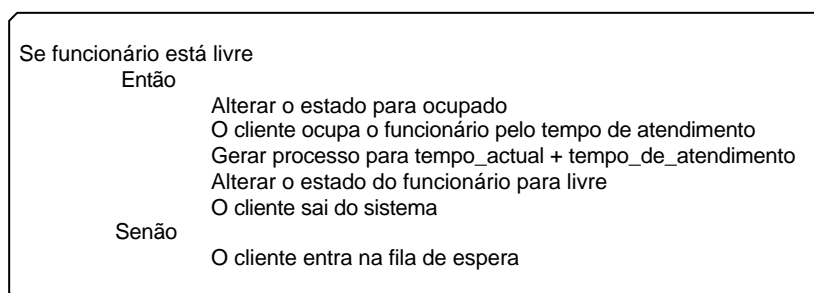 Se funcionário está livre
Então
Alterar o estado para ocupado
O cliente ocupa o funcionário pelo tempo de atendimento
Gerar processo para tempo_actual + tempo_de_atendimento
Alterar o estado do funcionário para livre
O cliente sai do sistema
Senão
O cliente entra na fila de espera